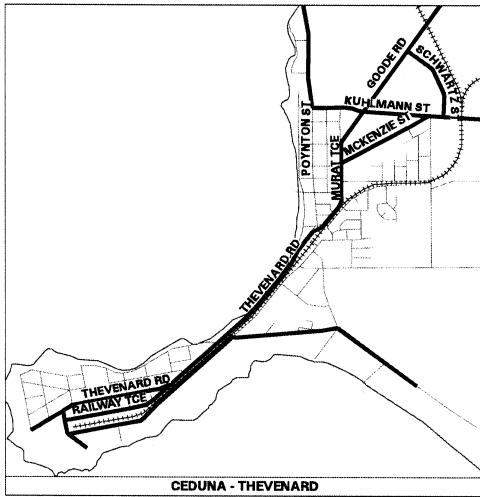 GOODE RD
SCHWARTZ ST
KUHLMANN ST
POYNTON ST
MCKENZIE ST
MURAT TCE
THEVENARD RD
THEVENARD RD
RAILWAY TCE
CEDUNA - THEVENARD